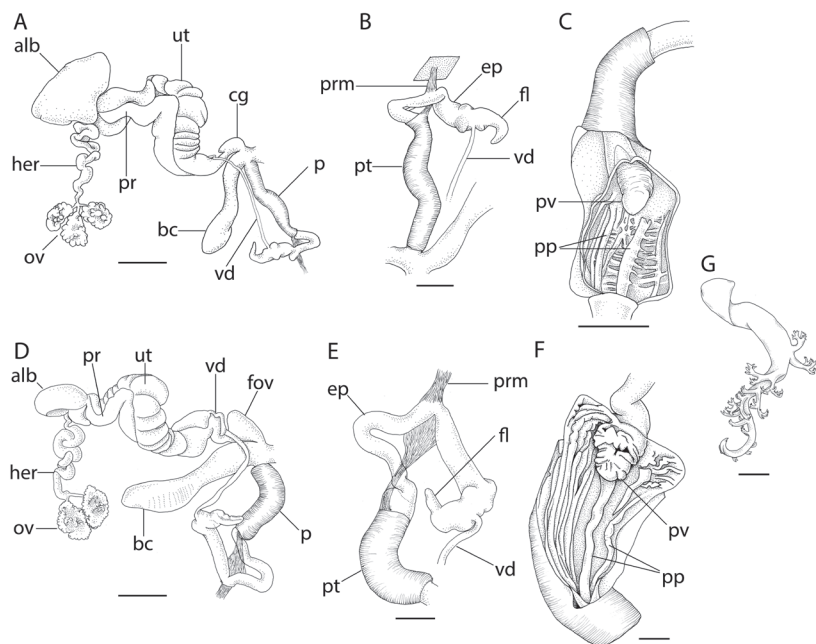 A
alb
ut
cg
her
pr
p
bc
ov
vd
B
ep
prm
fl
pt
vd
C
pv
pp
D
pr
ut
vd
alb
fov
her
p
ov
bc
E
prm
ep
fl
pt
vd
F
pv
pp
G